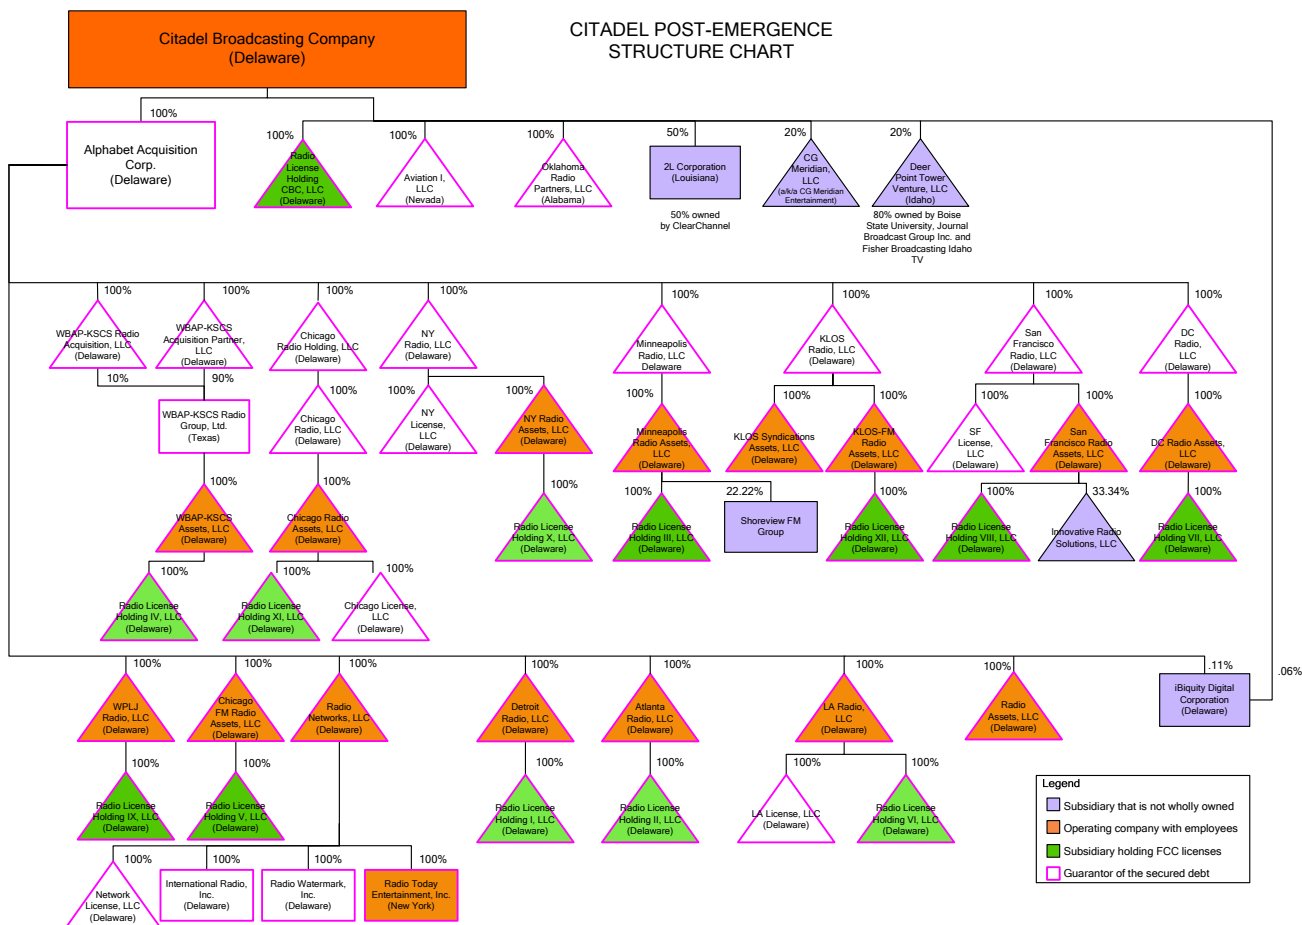 CITADEL POST-EMERGENCE
STRUCTURE CHART
Citadel Broadcasting Company
(Delaware)
100%
Alphabet Acquisition
Corp.
(Delaware)
100%
Radio
License
Holding
CBC, LLC
(Delaware)
100%
Aviation I,
LLC
(Nevada)
100%
Oklahoma
Radio
Partners, LLC
(Alabama)
50%
2L Corporation
(Louisiana)
50% owned
by ClearChannel
20%
CG
Meridian,
LLC
(a/k/a CG Meridian
Entertainment)
20%
Deer
Point Tower
Venture, LLC
(Idaho)
80% owned by Boise
State University, Journal
Broadcast Group Inc. and
Fisher Broadcasting Idaho
TV
100%
WBAP-KSCS Radio
Acquisition, LLC
(Delaware)
100%
WBAP-KSCS
Acquisition Partner,
LLC
(Delaware)
100%
Chicago
Radio Holding, LLC
(Delaware)
100%
NY
Radio, LLC
(Delaware)
100%
Minneapolis
Radio, LLC
Delaware
100%
KLOS
Radio, LLC
(Delaware)
100%
San
Francisco
Radio, LLC
(Delaware)
100%
DC
Radio,
LLC
(Delaware)
10%
90%
WBAP-KSCS Radio
Group, Ltd.
(Texas)
100%
Chicago
Radio, LLC
(Delaware)
100%
NY
License,
LLC
(Delaware)
100%
NY Radio
Assets, LLC
(Delaware)
100%
Minneapolis
Radio Assets,
LLC
(Delaware)
100%
KLOS Syndications
Assets, LLC
(Delaware)
100%
KLOS-FM
Radio
Assets, LLC
(Delaware)
100%
SF
License,
LLC
(Delaware)
100%
San
Francisco Radio
Assets, LLC
(Delaware)
100%
DC Radio Assets,
LLC
(Delaware)
100%
WBAP-KSCS
Assets, LLC
(Delaware)
100%
Chicago Radio
Assets, LLC
(Delaware)
100%
Radio License
Holding X, LLC
(Delaware)
100%
Radio License
Holding III, LLC
(Delaware)
22.22%
Shoreview FM
Group
100%
Radio License
Holding XII, LLC
(Delaware)
100%
Radio License
Holding VIII, LLC
(Delaware)
33.34%
Innovative Radio
Solutions, LLC
100%
Radio License
Holding VII, LLC
(Delaware)
100%
Radio License
Holding IV, LLC
(Delaware)
100%
Radio License
Holding XI, LLC
(Delaware)
100%
Chicago License,
LLC
(Delaware)
100%
WPLJ
Radio, LLC
(Delaware)
100%
Chicago
FM Radio
Assets, LLC
(Delaware)
100%
Radio
Networks, LLC
(Delaware)
100%
Detroit
Radio, LLC
(Delaware)
100%
Atlanta
Radio, LLC
(Delaware)
100%
LA Radio,
LLC
(Delaware)
100%
Radio
Assets, LLC
(Delaware)
.11%
iBiquity Digital
Corporation
(Delaware)
.06%
100%
Radio License
Holding IX, LLC
(Delaware)
100%
Radio License
Holding V, LLC
(Delaware)
100%
Radio License
Holding I, LLC
(Delaware)
100%
Radio License
Holding II, LLC
(Delaware)
100%
LA License, LLC
(Delaware)
100%
Radio License
Holding VI, LLC
(Delaware)
100%
Network
License, LLC
(Delaware)
100%
International Radio,
Inc.
(Delaware)
100%
Radio Watermark,
Inc.
(Delaware)
100%
Radio Today
Entertainment, Inc.
(New York)
Legend
Subsidiary that is not wholly owned
Operating company with employees
Subsidiary holding FCC licenses
Guarantor of the secured debt